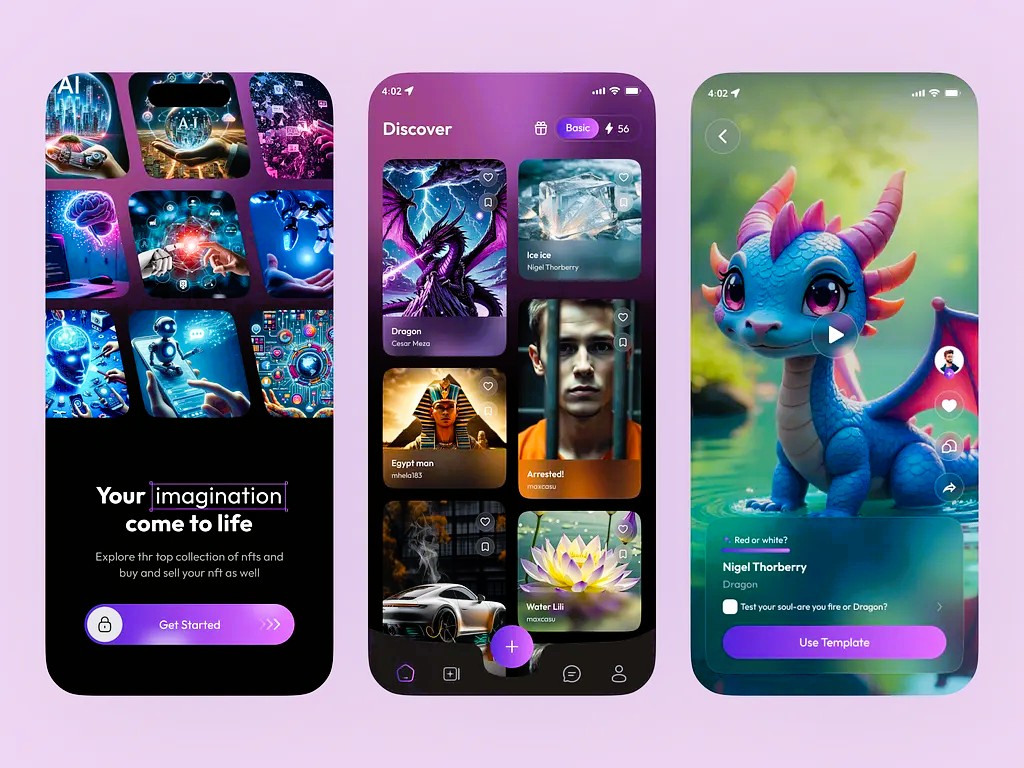 AI
A·I
Your imagination
come to life
Explore thr top collection of nfts and
buy and sell your nft as well
Get Started
4:02
Discover
Basic
56
Dragon
Cesar Meza
Ice ice
Nigel Thorberry
Egypt man
mhela183
Arrested!
maxcasu
Water Lili
maxcasu
4:02
Red or white?
Nigel Thorberry
Dragon
Test your soul-are you fire or Dragon?
Use Template